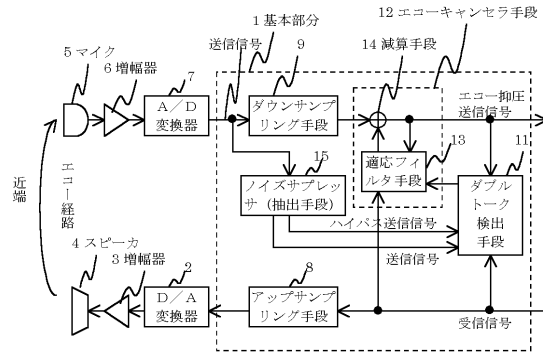 1 基本部分
12 エコーキャンセラ手段
5 マイク
6 増幅器
7
送信信号
9
14 減算手段
A/D
変換器
ダウンサンプ
リング手段
エコー抑圧
送信信号
15
13
11
適応フィ
ルタ手段
ノイズサプレッ
サ(抽出手段)
ダブル
トーク
検出
手段
ハイパス送信信号
送信信号
近端
エコー経路
4 スピーカ
3 増幅器
2
8
D/A
変換器
アップサンプ
リング手段
受信信号